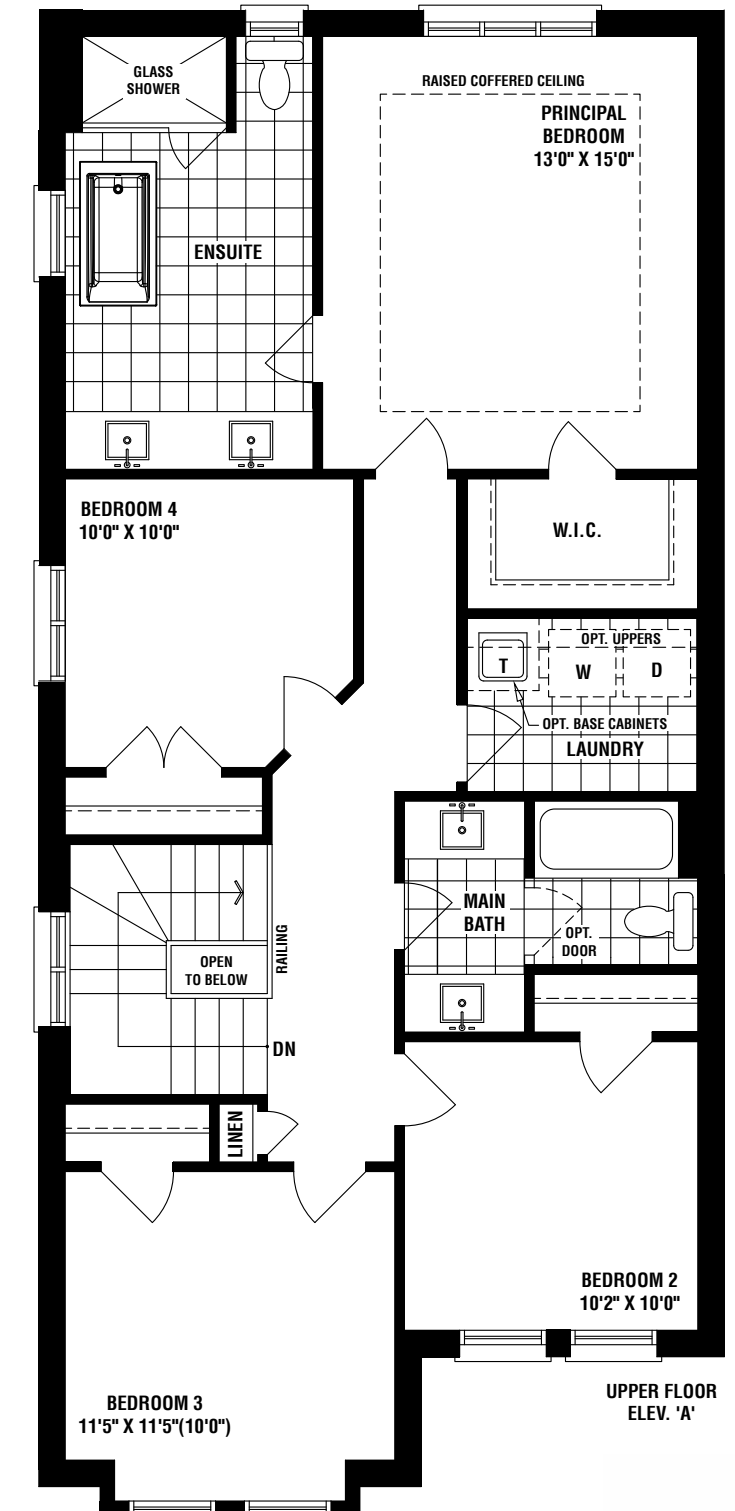 GLASS
SHOWER
RAISED COFFERED CEILING
PRINCIPAL
BEDROOM
13'0" X 15'0"
ENSUITE
BEDROOM 4
10'0" X 10'0"
W.I.C.
OPT. UPPERS
T
W
D
OPT. BASE CABINETS
LAUNDRY
MAIN
BATH
OPT.
DOOR
RAILING
OPEN
TO BELOW
DN
LINEN
BEDROOM 2
10'2" X 10'0"
BEDROOM 3
11'5" X 11'5"(10'0")
UPPER FLOOR
ELEV. 'A'